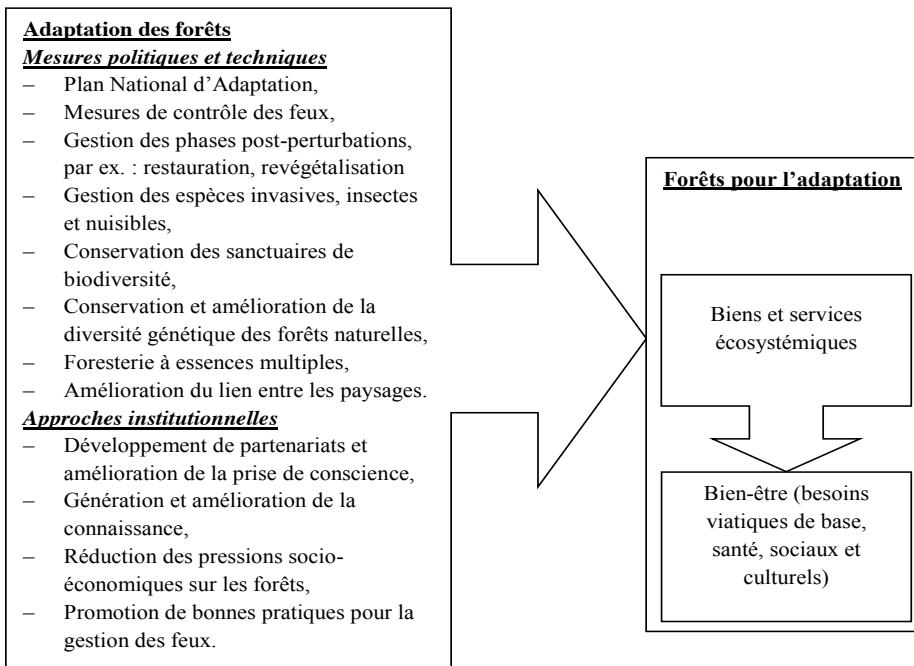 Adaptation des forêts
Mesures politiques et techniques
– Plan National d’Adaptation,
– Mesures de contrôle des feux,
– Gestion des phases post-perturbations,
par ex. : restauration, revégétalisation
– Gestion des espèces invasives, insectes
et nuisibles,
– Conservation des sanctuaires de
biodiversité,
– Conservation et amélioration de la
diversité génétique des forêts naturelles,
– Foresterie à essences multiples,
– Amélioration du lien entre les paysages.
Approches institutionnelles
– Développement de partenariats et
amélioration de la prise de conscience,
– Génération et amélioration de la
connaissance,
– Réduction des pressions socio-
économiques sur les forêts,
– Promotion de bonnes pratiques pour la
gestion des feux.
Forêts pour l’adaptation
Biens et services
écosystémiques
Bien-être (besoins
viatiques de base,
santé, sociaux et
culturels)